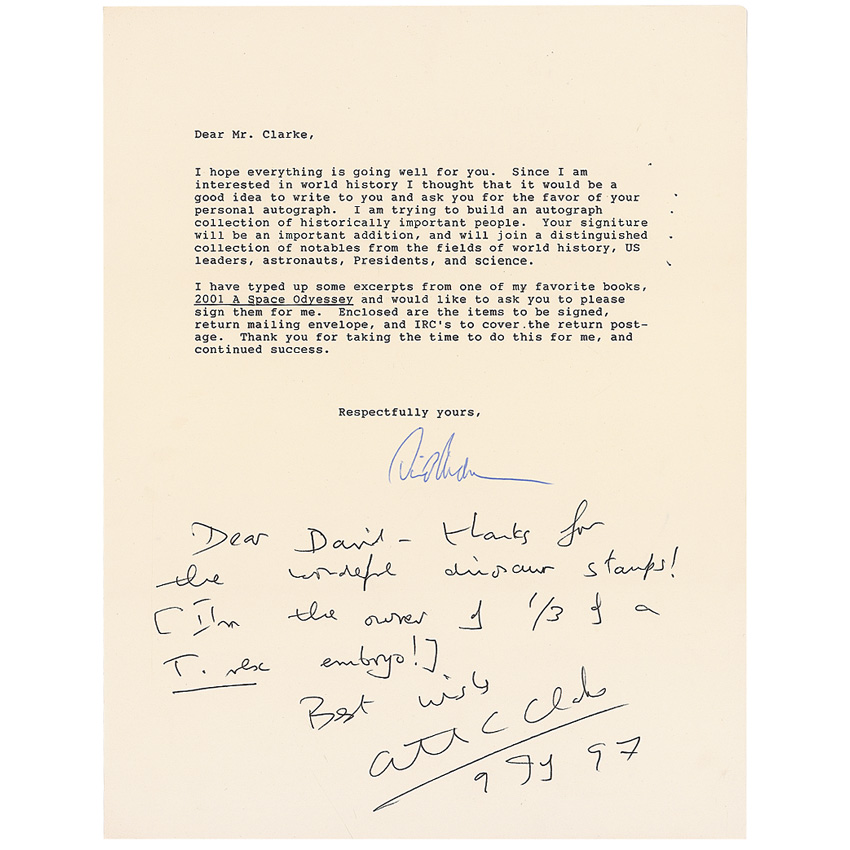 Dear Mr. Clarke,
I hope everything is going well for you. Since I am
interested in world history I thought that it would be a
good idea to write to you and ask you for the favor of your
personal autograph. I am trying to build an autograph
collection of historically important people. Your signiture
will be an important addition, and will join a distinguished
collection of notables from the fields of world history, US
leaders, astronauts, Presidents, and science.
I have typed up some excerpts from one of my favorite books,
2001 A Space Odyessey and would like to ask you to please
sign them for me. Enclosed are the items to be signed,
return mailing envelope, and IRC's to cover the return post-
age. Thank you for taking the time to do this for me, and
continued success.
Respectfully yours,
Dear David - thanks for
the wonderful dinosaur stamps!
[I'm the owner of 1/3 of a
T. rex embryo!]
Best wishes
Arthur C Clarke
9 Jy 97